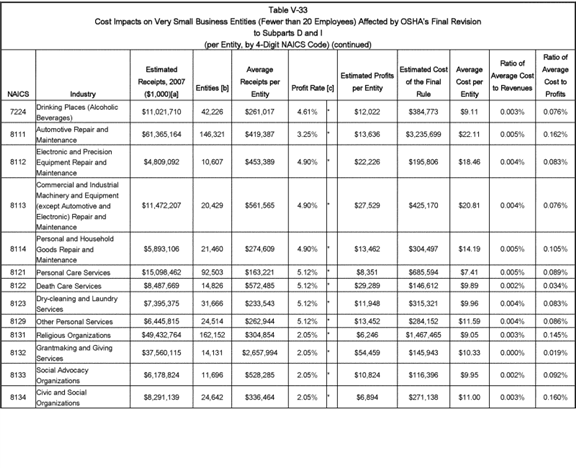 Table V-33
Cost Impacts on Very Small Business Entities (Fewer than 20 Employees) Affected by OSHA's Final Revision
to Subparts D and I
(per Entity, by 4-Digit NAICS Code) (continued)
NAICS Industry Estimated Receipts, 2007 ($1,000)[a] Entities [b] Average Receipts per Entity Profit Rate [c] Estimated Profits per Entity Estimated Cost of the Final Rule Average Cost per Entity Ratio of Average Cost to Revenues Ratio of Average Cost to Profits
7224 Drinking Places (Alcoholic Beverages) $11,021,710 42,226 $261,017 4.61% * $12,022 $384,773 $9.11 0.003% 0.076%
8111 Automotive Repair and Maintenance $61,365,164 146,321 $419,387 3.25% * $13,636 $3,235,699 $22.11 0.005% 0.162%
8112 Electronic and Precision Equipment Repair and Maintenance $4,809,092 10,607 $453,389 4.90% * $22,226 $195,806 $18.46 0.004% 0.083%
8113 Commercial and Industrial Machinery and Equipment (except Automotive and Electronic) Repair and Maintenance $11,472,207 20,429 $561,565 4.90% * $27,529 $425,170 $20.81 0.004% 0.076%
8114 Personal and Household Goods Repair and Maintenance $5,893,106 21,460 $274,609 4.90% * $13,462 $304,497 $14.19 0.005% 0.105%
8121 Personal Care Services $15,098,462 92,503 $163,221 5.12% * $8,351 $685,594 $7.41 0.005% 0.089%
8122 Death Care Services $8,487,669 14,826 $572,485 5.12% * $29,289 $146,612 $9.89 0.002% 0.034%
8123 Dry-cleaning and Laundry Services $7,395,375 31,666 $233,543 5.12% * $11,948 $315,321 $9.96 0.004% 0.083%
8129 Other Personal Services $6,445,815 24,514 $262,944 5.12% * $13,452 $284,152 $11.59 0.004% 0.086%
8131 Religious Organizations $49,432,764 162,152 $304,854 2.05% * $6,246 $1,467,465 $9.05 0.003% 0.145%
8132 Grantmaking and Giving Services $37,560,115 14,131 $2,657,994 2.05% * $54,459 $145,943 $10.33 0.000% 0.019%
8133 Social Advocacy Organizations $6,178,824 11,696 $528,285 2.05% * $10,824 $116,396 $9.95 0.002% 0.092%
8134 Civic and Social Organizations $8,291,139 24,642 $336,464 2.05% * $6,894 $271,138 $11.00 0.003% 0.160%